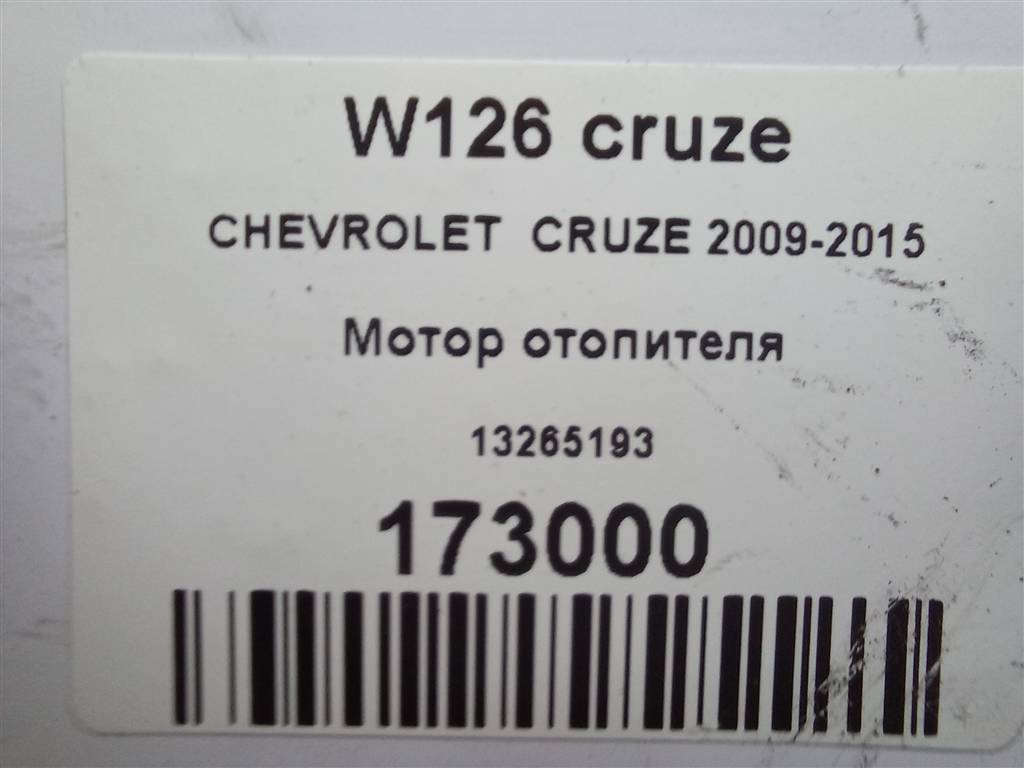 W126 cruze
CHEVROLET CRUZE 2009-2015
Мотор отопителя
13265193
173000